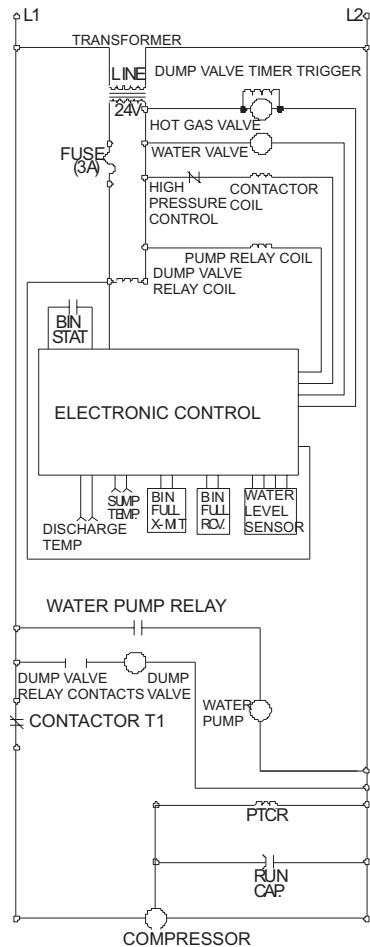 L1
L2
TRANSFORMER
LINE
DUMP VALVE TIMER TRIGGER
24V
HOT GAS VALVE
FUSE
(3A)
WATER VALVE
HIGH
PRESSURE
CONTROL
CONTACTOR
COIL
PUMP RELAY COIL
DUMP VALVE
RELAY COIL
BIN
STAT
ELECTRONIC CONTROL
DISCHARGE
TEMP
SUMP
TEMP.
BIN
FULL
X-MIT
BIN
FULL
RCV.
WATER
LEVEL
SENSOR
WATER PUMP RELAY
DUMP VALVE
RELAY CONTACTS
DUMP
VALVE
WATER
PUMP
CONTACTOR T1
PTCR
RUN
CAP.
COMPRESSOR